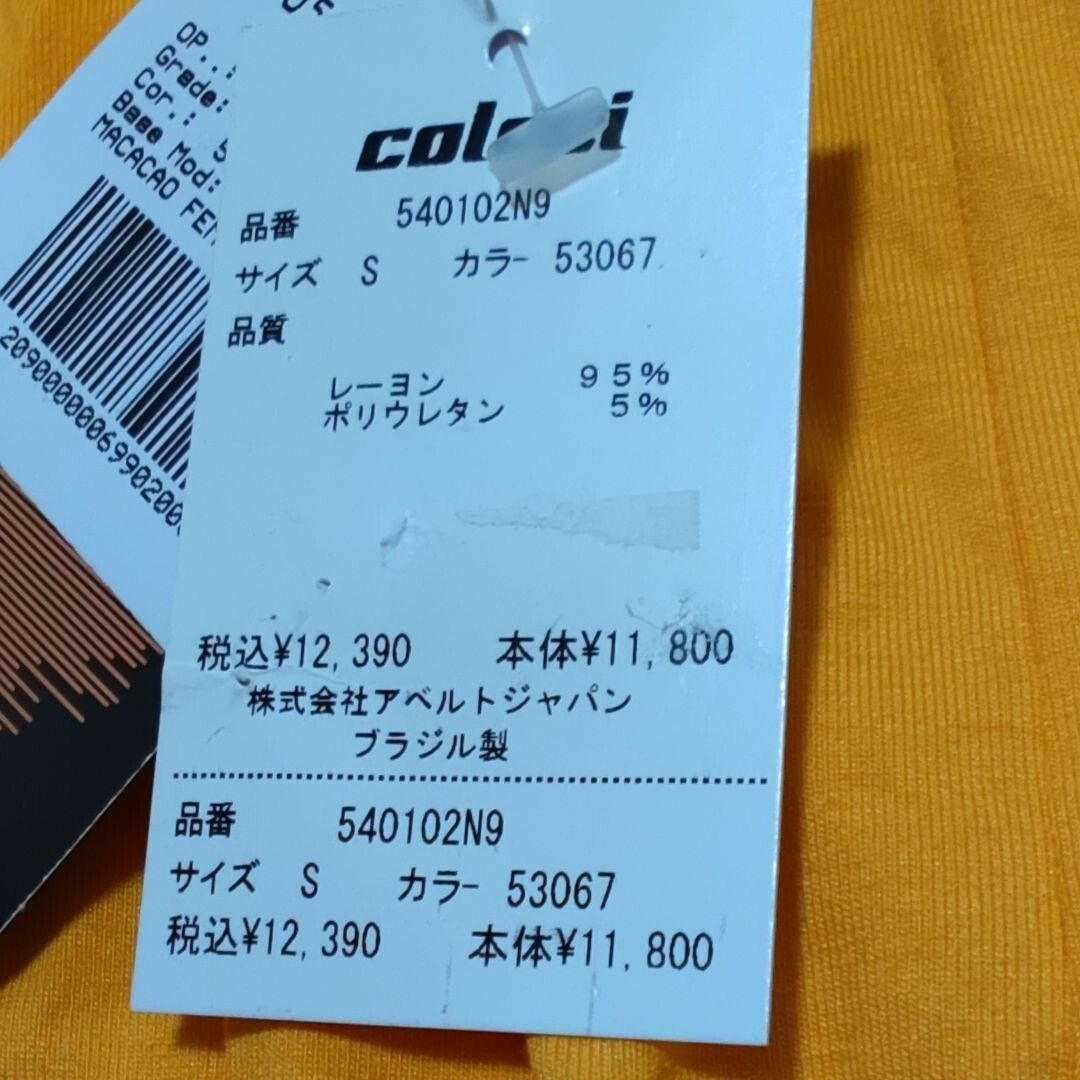 OP..:
Grade:
Cor.: 5
Base Mod:
MACACAO
品番 540102N9
サイズ S カラー 53067
品質
レーヨン 95%
ポリウレタン 5%
税込¥12,390 本体¥11,800
株式会社アベルトジャパン
ブラジル製
品番 540102N9
サイズ S カラー 53067
税込¥12,390 本体¥11,800